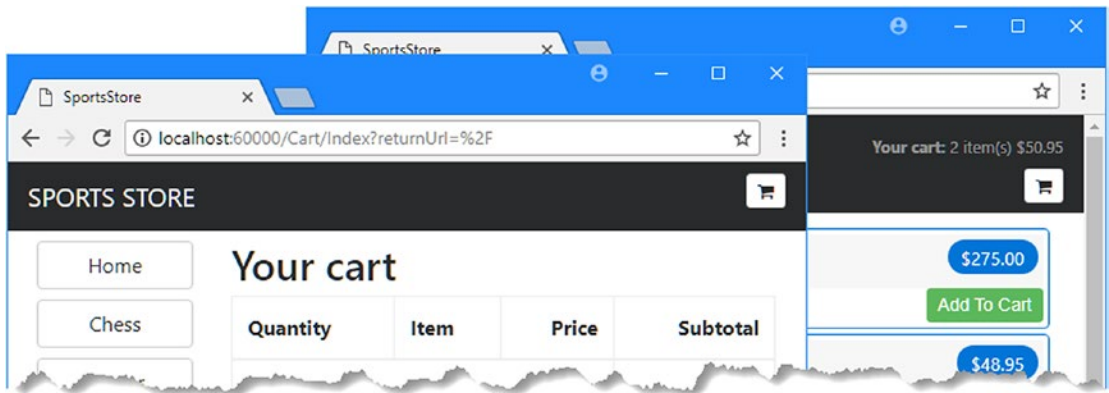 SportsStore
SportsStore
localhost:60000/Cart/Index?returnUrl=%2F
Your cart: 2 item(s) $50.95
SPORTS STORE
Home
Your cart
$275.00
Chess
Quantity Item Price Subtotal
Add To Cart
$48.95